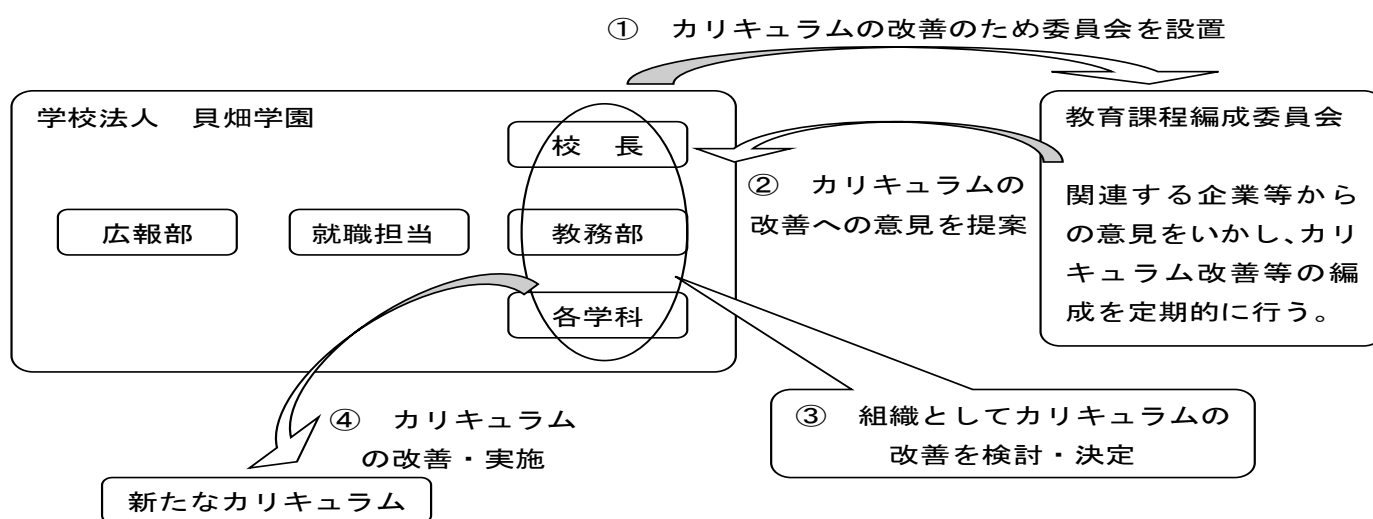 ①　カリキュラムの改善のため委員会を設置
学校法人　貝畑学園
校　長
広報部
就職担当
教務部
各学科
教育課程編成委員会
関連する企業等から
の意見をいかし、カリ
キュラム改善等の編
成を定期的に行う。
②　カリキュラムの
改善への意見を提案
③　組織としてカリキュラムの
改善を検討・決定
④　カリキュラム
の改善・実施
新たなカリキュラム